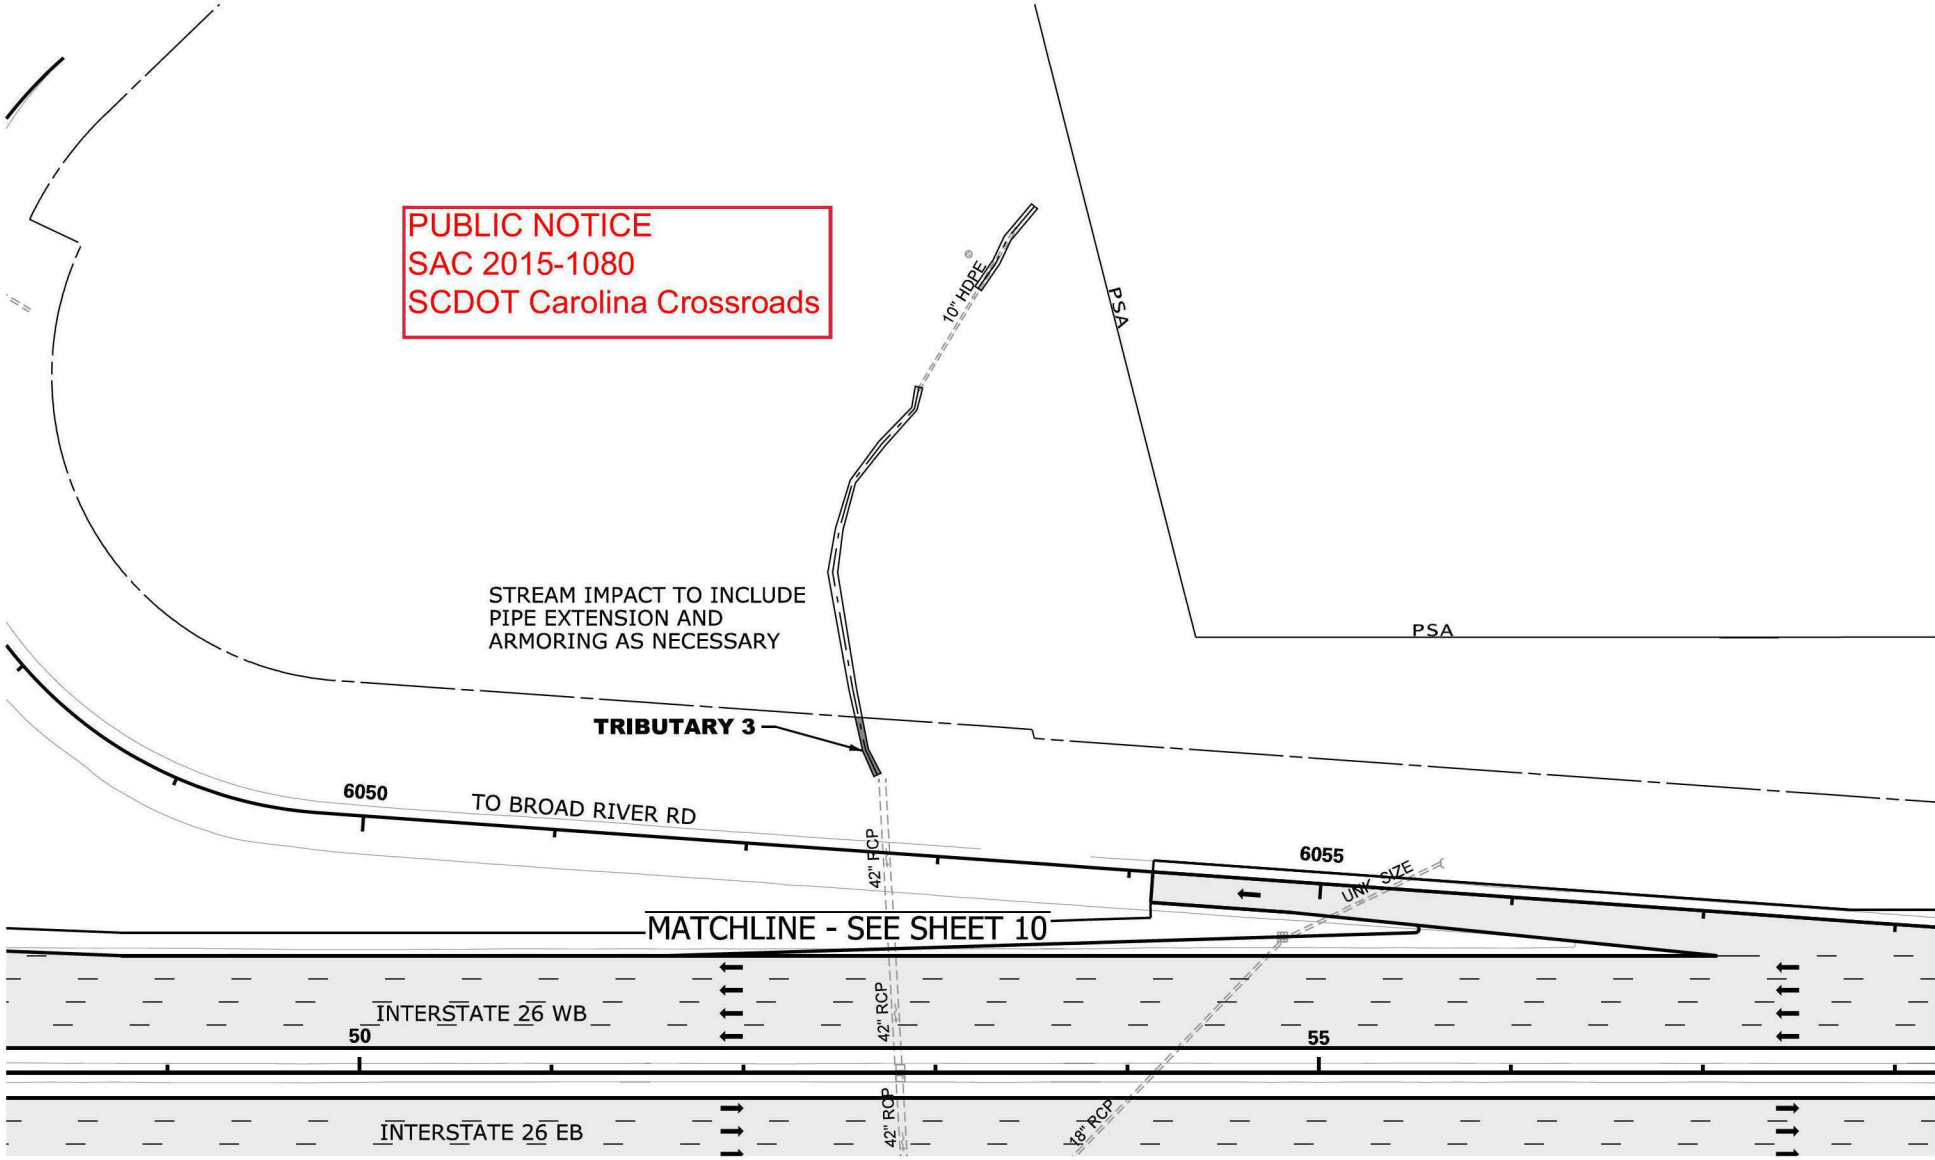 PUBLIC NOTICE
SAC 2015-1080
SCDOT Carolina Crossroads
10" HDPE
PSA
STREAM IMPACT TO INCLUDE
PIPE EXTENSION AND
ARMORING AS NECESSARY
PSA
TRIBUTARY 3
6050
TO BROAD RIVER RD
42" RCP
6055
UNK SIZE
MATCHLINE - SEE SHEET 10
INTERSTATE 26 WB
42" RCP
50
55
INTERSTATE 26 EB
42" RCP
18" RCP